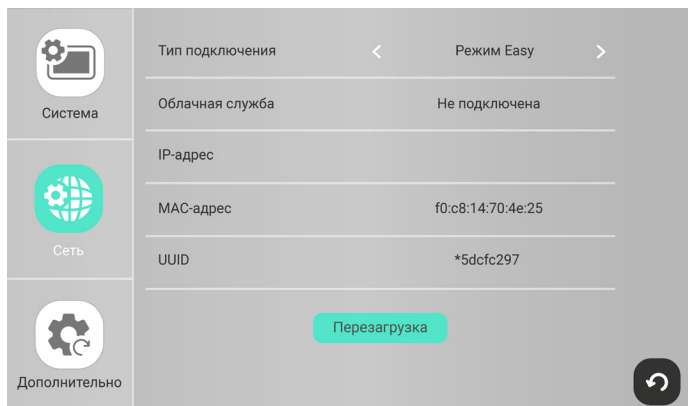 Тип подключения
Режим Easy
Система
Облачная служба
Не подключена
IP-адрес
MAC-адрес
f0:c8:14:70:4e:25
Сеть
UUID
*5dcfc297
Перезагрузка
Дополнительно